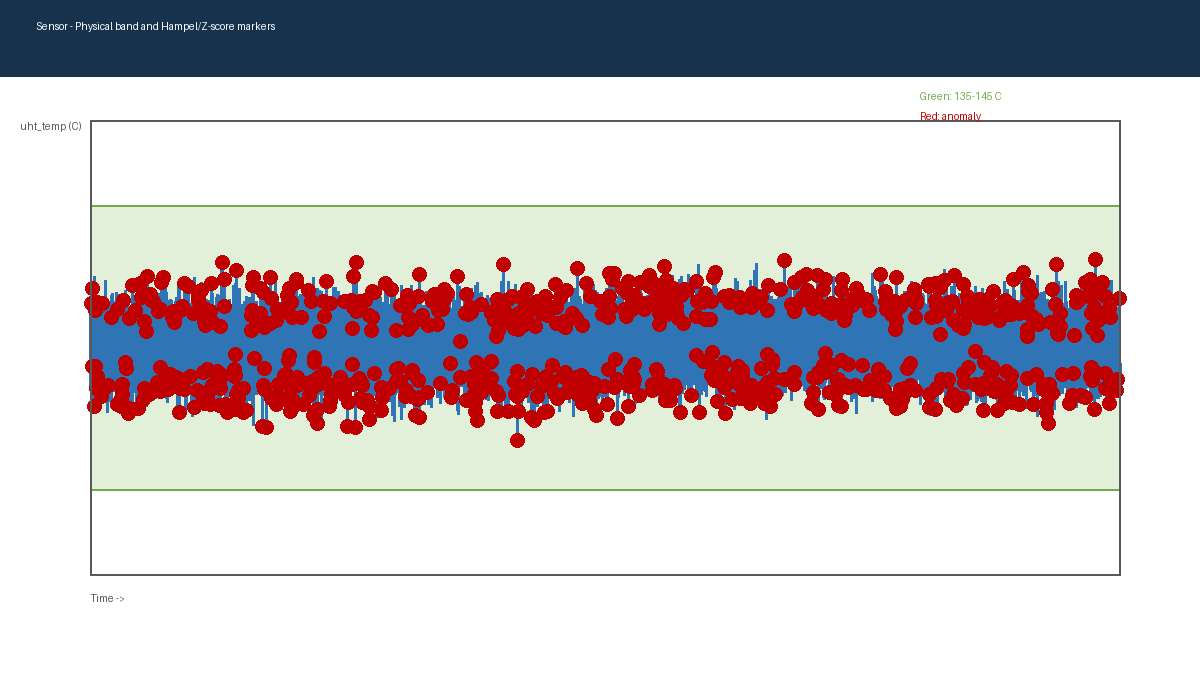 Sensor - Physical band and Hampel/Z-score markers
Green: 135-145 C
Red: anomaly
uht_temp (C)
Time ->